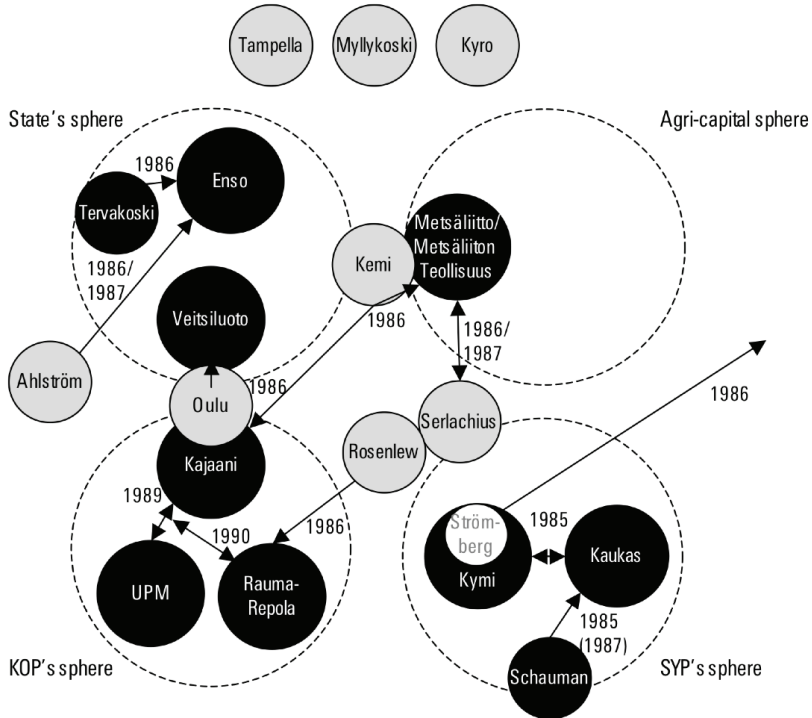 Tampella
Myllykoski
Kyro
State's sphere
Agri-capital sphere
1986
Enso
Tervakoski
Metsäliitto/
Metsäliiton
Teollisuus
Kemi
1986/
1987
Veitsiluoto
1986
1986/
1987
Ahlström
1986
Oulu
1986
Serlachius
Rosenlew
Kajaani
1989
1990
1986
Ström-
berg
1985
Kymi
Kaukas
UPM
Rauma-
Repola
1985
(1987)
KOP's sphere
SYP's sphere
Schauman